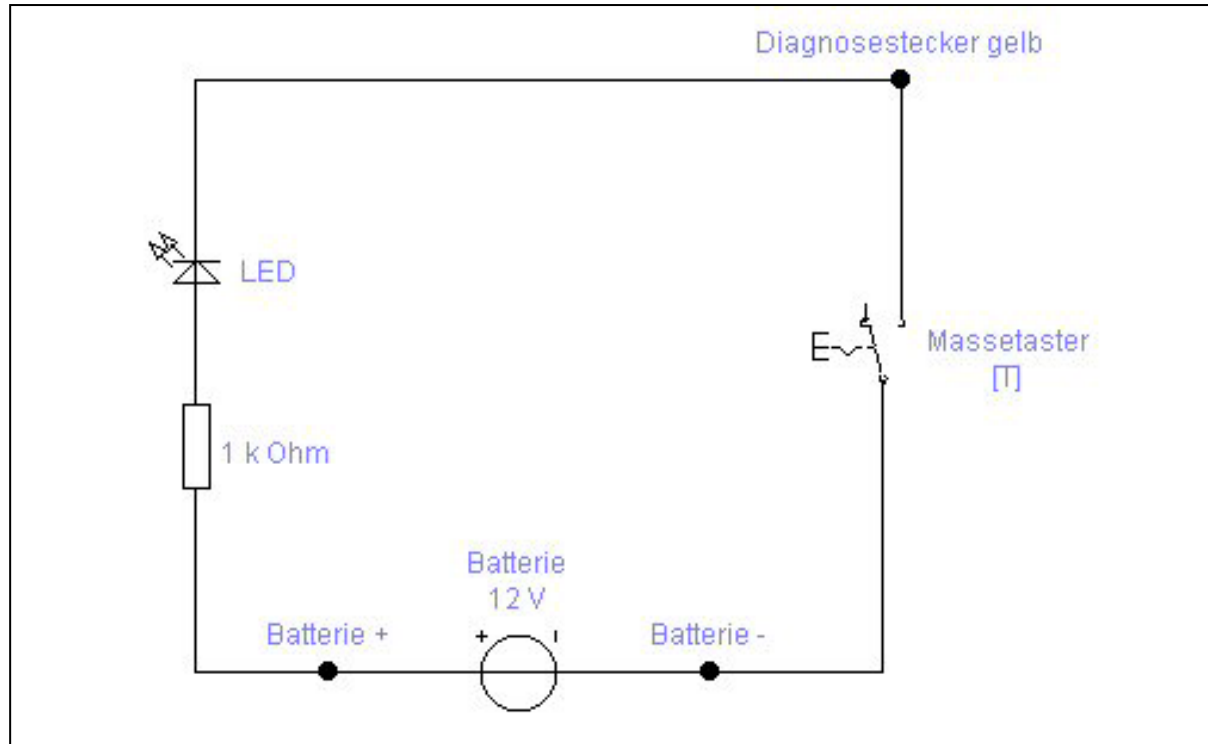 Diagnosestecker gelb
LED
Massetaster
[T]
1 k Ohm
Batterie
12 V
Batterie +
+
-
Batterie -